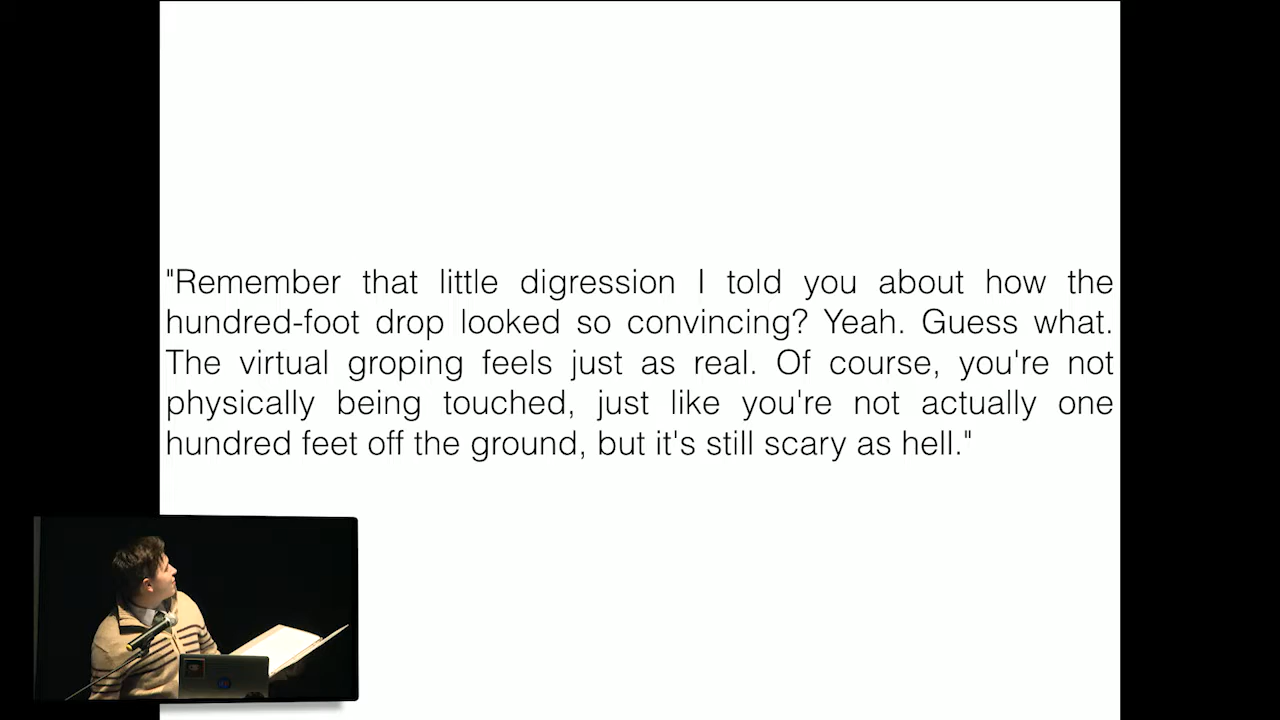 "Remember that little digression I told you about how the
hundred-foot drop looked so convincing? Yeah. Guess what.
The virtual groping feels just as real. Of course, you're not
physically being touched, just like you're not actually one
hundred feet off the ground, but it's still scary as hell."